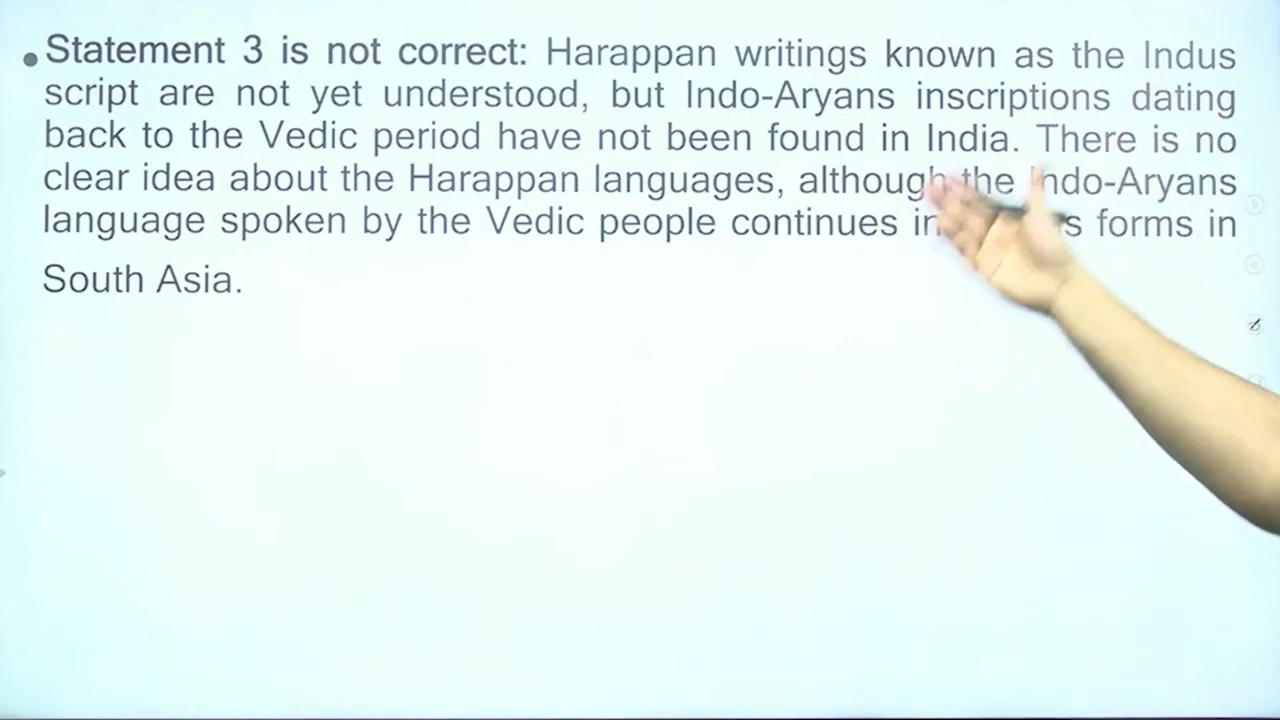 • Statement 3 is not correct: Harappan writings known as the Indus
script are not yet understood, but Indo-Aryans inscriptions dating
back to the Vedic period have not been found in India. There is no
clear idea about the Harappan languages, although the Indo-Aryans
language spoken by the Vedic people continues in forms in
South Asia.